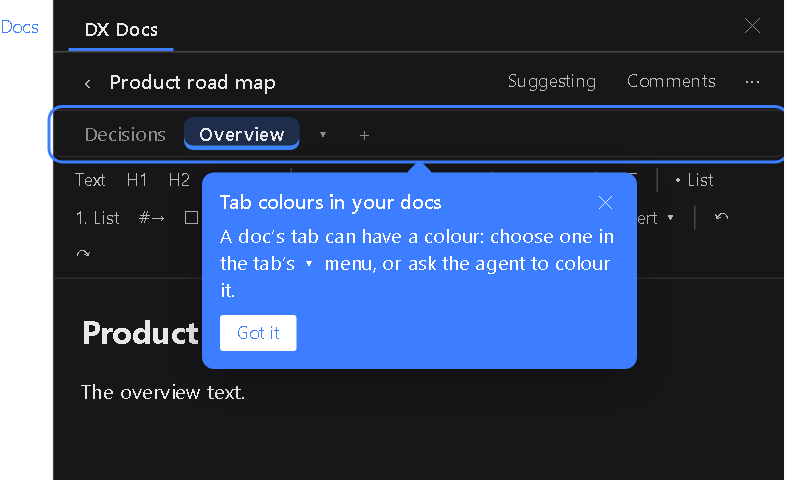 Docs
DX Docs
‹ Product road map Suggesting Comments ···
Decisions Overview ▾ +
Text H1 H2 • List
1. List #→ ☐ ▾ ↶
↷
Tab colours in your docs
A doc's tab can have a colour: choose one in
the tab's ▾ menu, or ask the agent to colour
it.
Got it
Product
The overview text.